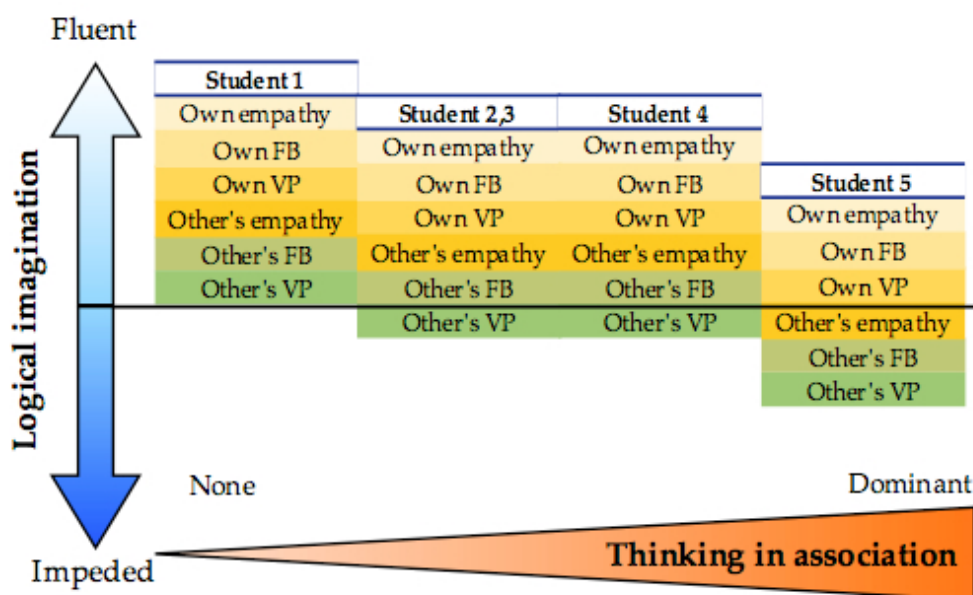 Fluent
Logical imagination
Impeded
Student 1
Own empathy
Own FB
Own VP
Other's empathy
Other's FB
Other's VP
Student 2,3
Own empathy
Own FB
Own VP
Other's empathy
Other's FB
Other's VP
Student 4
Own empathy
Own FB
Own VP
Other's empathy
Other's FB
Other's VP
Student 5
Own empathy
Own FB
Own VP
Other's empathy
Other's FB
Other's VP
None
Dominant
Thinking in association